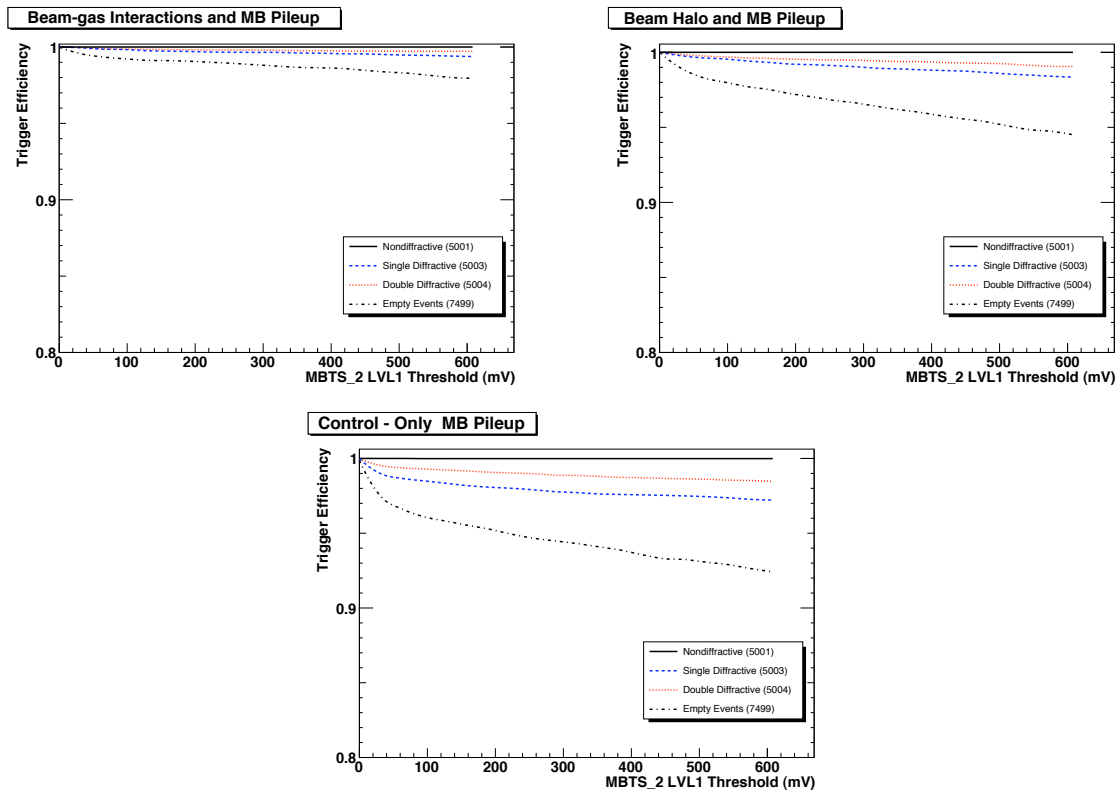 Beam-gas Interactions and MB Pileup
Trigger Efficiency
1
0.9
0.8
Nondiffractive (5001)
Single Diffractive (5003)
Double Diffractive (5004)
Empty Events (7499)
0 100 200 300 400 500 600
MBTS_2 LVL1 Threshold (mV)
Beam Halo and MB Pileup
Trigger Efficiency
1
0.9
0.8
Nondiffractive (5001)
Single Diffractive (5003)
Double Diffractive (5004)
Empty Events (7499)
0 100 200 300 400 500 600
MBTS_2 LVL1 Threshold (mV)
Control - Only MB Pileup
Trigger Efficiency
1
0.9
0.8
Nondiffractive (5001)
Single Diffractive (5003)
Double Diffractive (5004)
Empty Events (7499)
0 100 200 300 400 500 600
MBTS_2 LVL1 Threshold (mV)